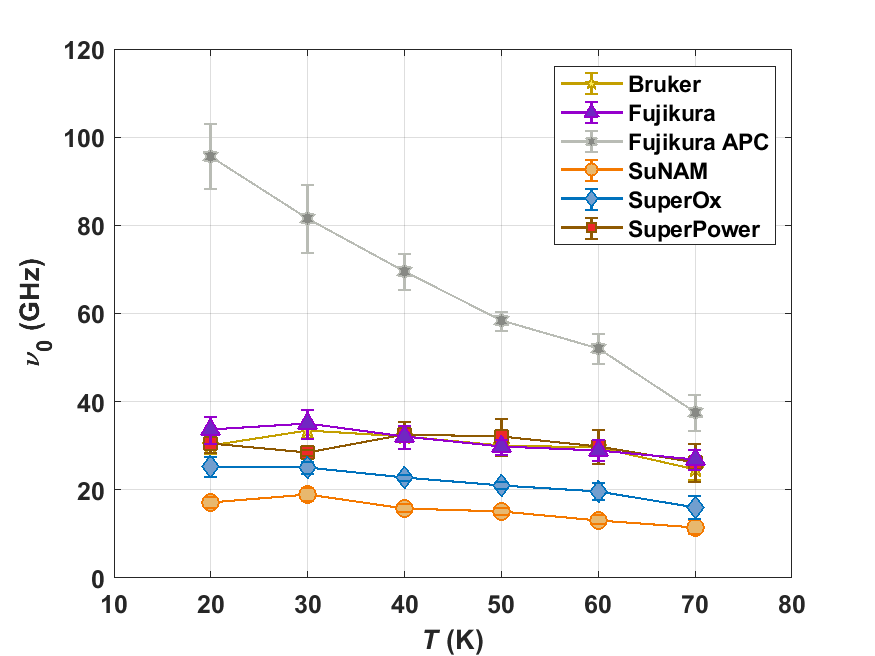 120
100
80
60
40
20
0
10 20 30 40 50 60 70 80
ν0 (GHz)
T (K)
Bruker
Fujikura
Fujikura APC
SuNAM
SuperOx
SuperPower